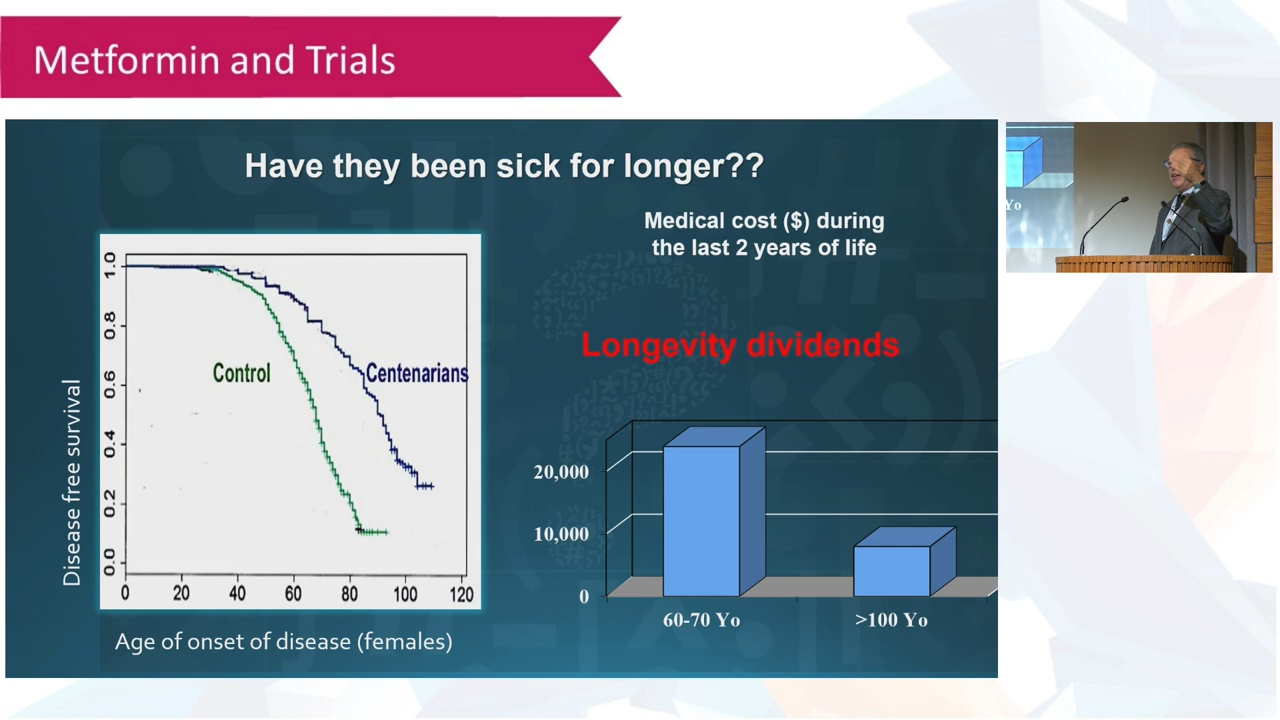 Metformin and Trials
Have they been sick for longer??
Medical cost ($) during
the last 2 years of life
Longevity dividends
Disease free survival
1.0
0.8
0.6
0.4
0.2
0.0
Control
Centenarians
0
20
40
60
80
100
120
Age of onset of disease (females)
20,000
10,000
0
60-70 Yo
>100 Yo
Yo